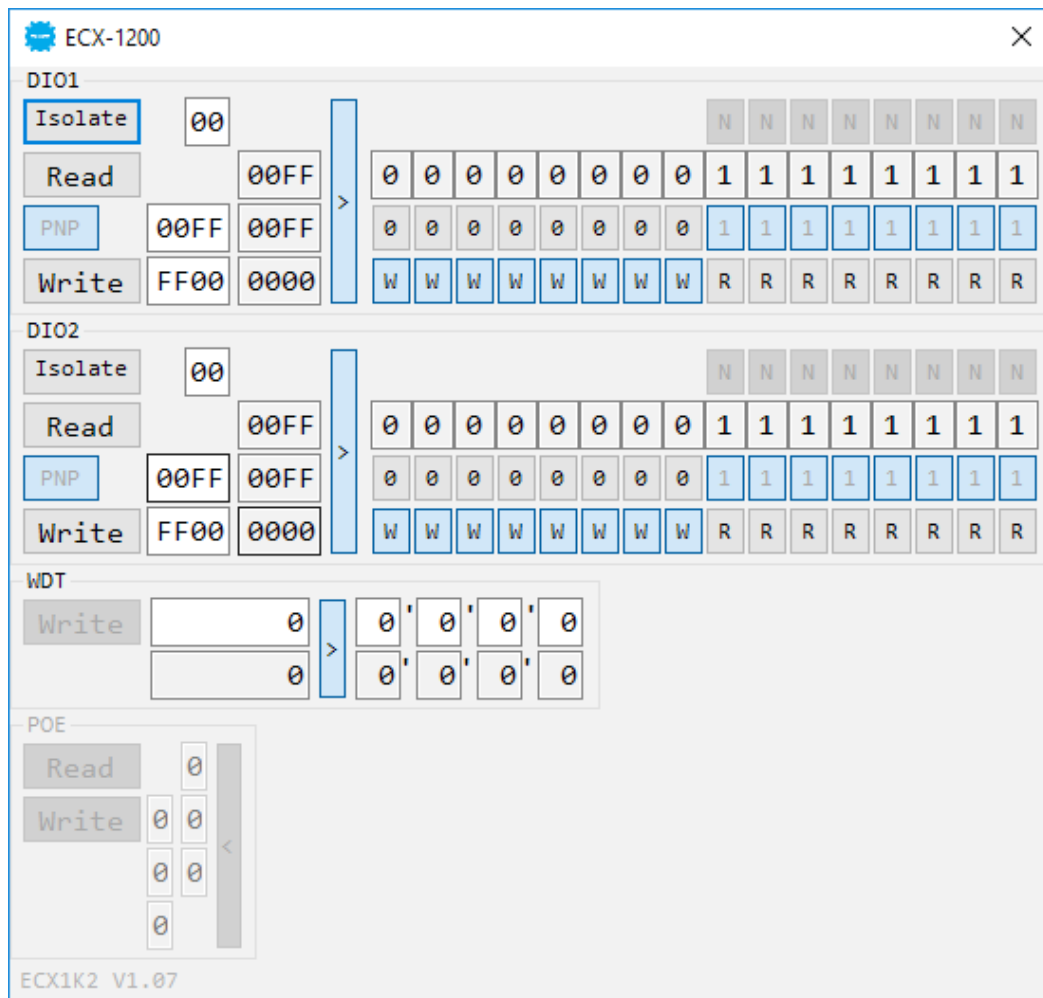 ECX-1200
DIO1
Isolate 00 N N N N N N N N
Read 00FF 0 0 0 0 0 0 0 0 1 1 1 1 1 1 1 1
>
PNP 00FF 00FF 0 0 0 0 0 0 0 0 1 1 1 1 1 1 1 1
Write FF00 0000 W W W W W W W W R R R R R R R R
DIO2
Isolate 00 N N N N N N N N
Read 00FF 0 0 0 0 0 0 0 0 1 1 1 1 1 1 1 1
>
PNP 00FF 00FF 0 0 0 0 0 0 0 0 1 1 1 1 1 1 1 1
Write FF00 0000 W W W W W W W W R R R R R R R R
WDT
Write 0 0 ' 0 ' 0 ' 0
>
0 0 ' 0 ' 0 ' 0
POE
Read 0
Write 0 0
<
0 0
0
ECX1K2 V1.07